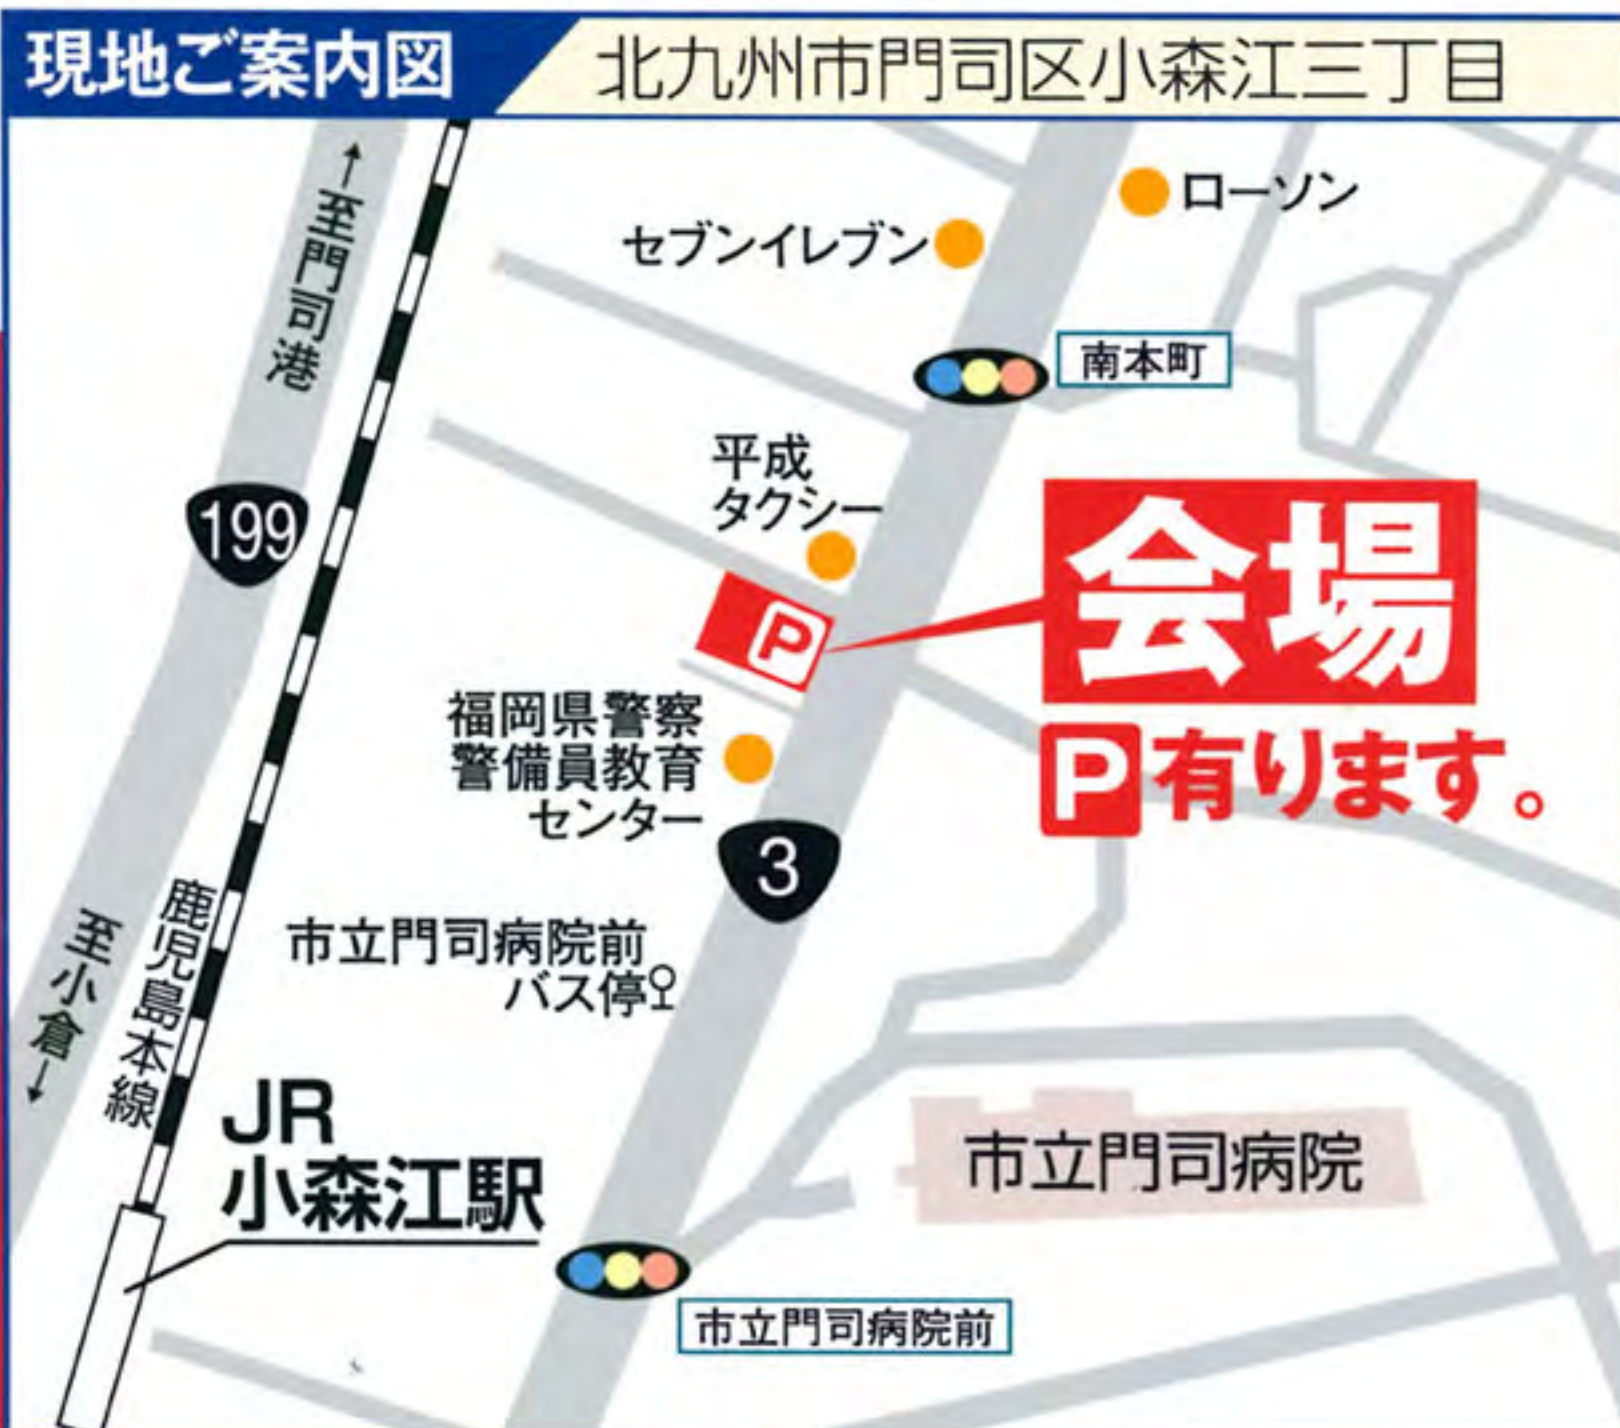 現地ご案内図
北九州市門司区小森江三丁目
←至門司港
ローソン
セブンイレブン
南本町
平成
タクシー
199
会場
P
P有ります。
福岡県警察
警備員教育
センター
3
市立門司病院前
バス停
鹿児島本線
至小倉→
JR
小森江駅
市立門司病院
市立門司病院前